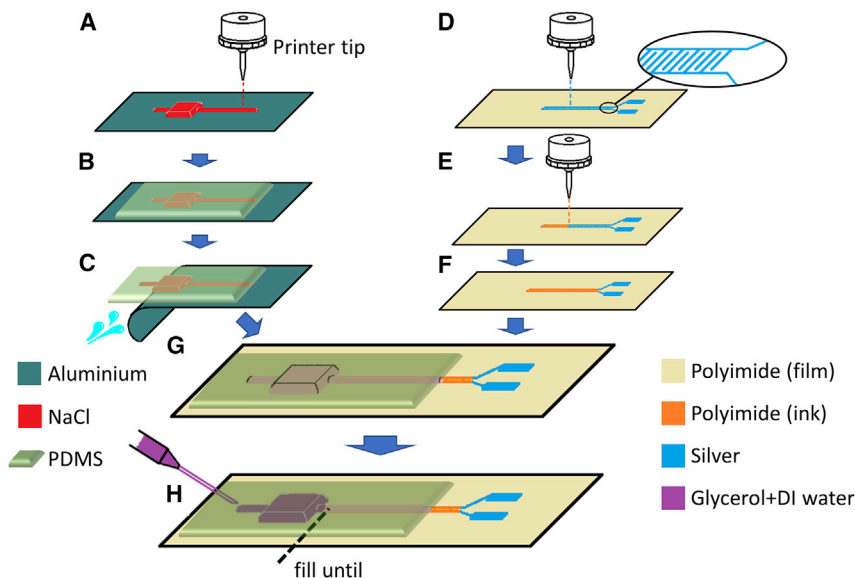 A
Printer tip
D
B
E
C
F
G
Aluminium
NaCl
PDMS
Polyimide (film)
Polyimide (ink)
Silver
Glycerol+DI water
H
fill until